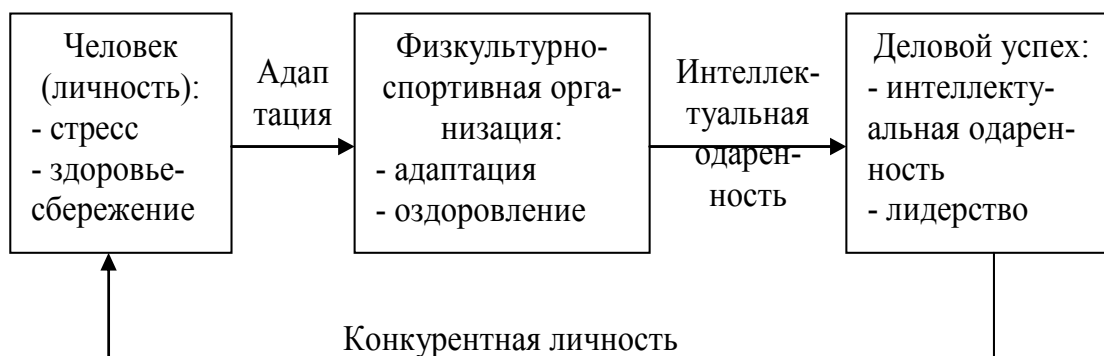 Человек
(личность):
- стресс
- здоровье-
сбережение
Адап
тация
Физкультурно-
спортивная орга-
низация:
- адаптация
- оздоровление
Интеллек-
туальная
одарен-
ность
Деловой успех:
- интеллекту-
альная одарен-
ность
- лидерство
Конкурентная личность